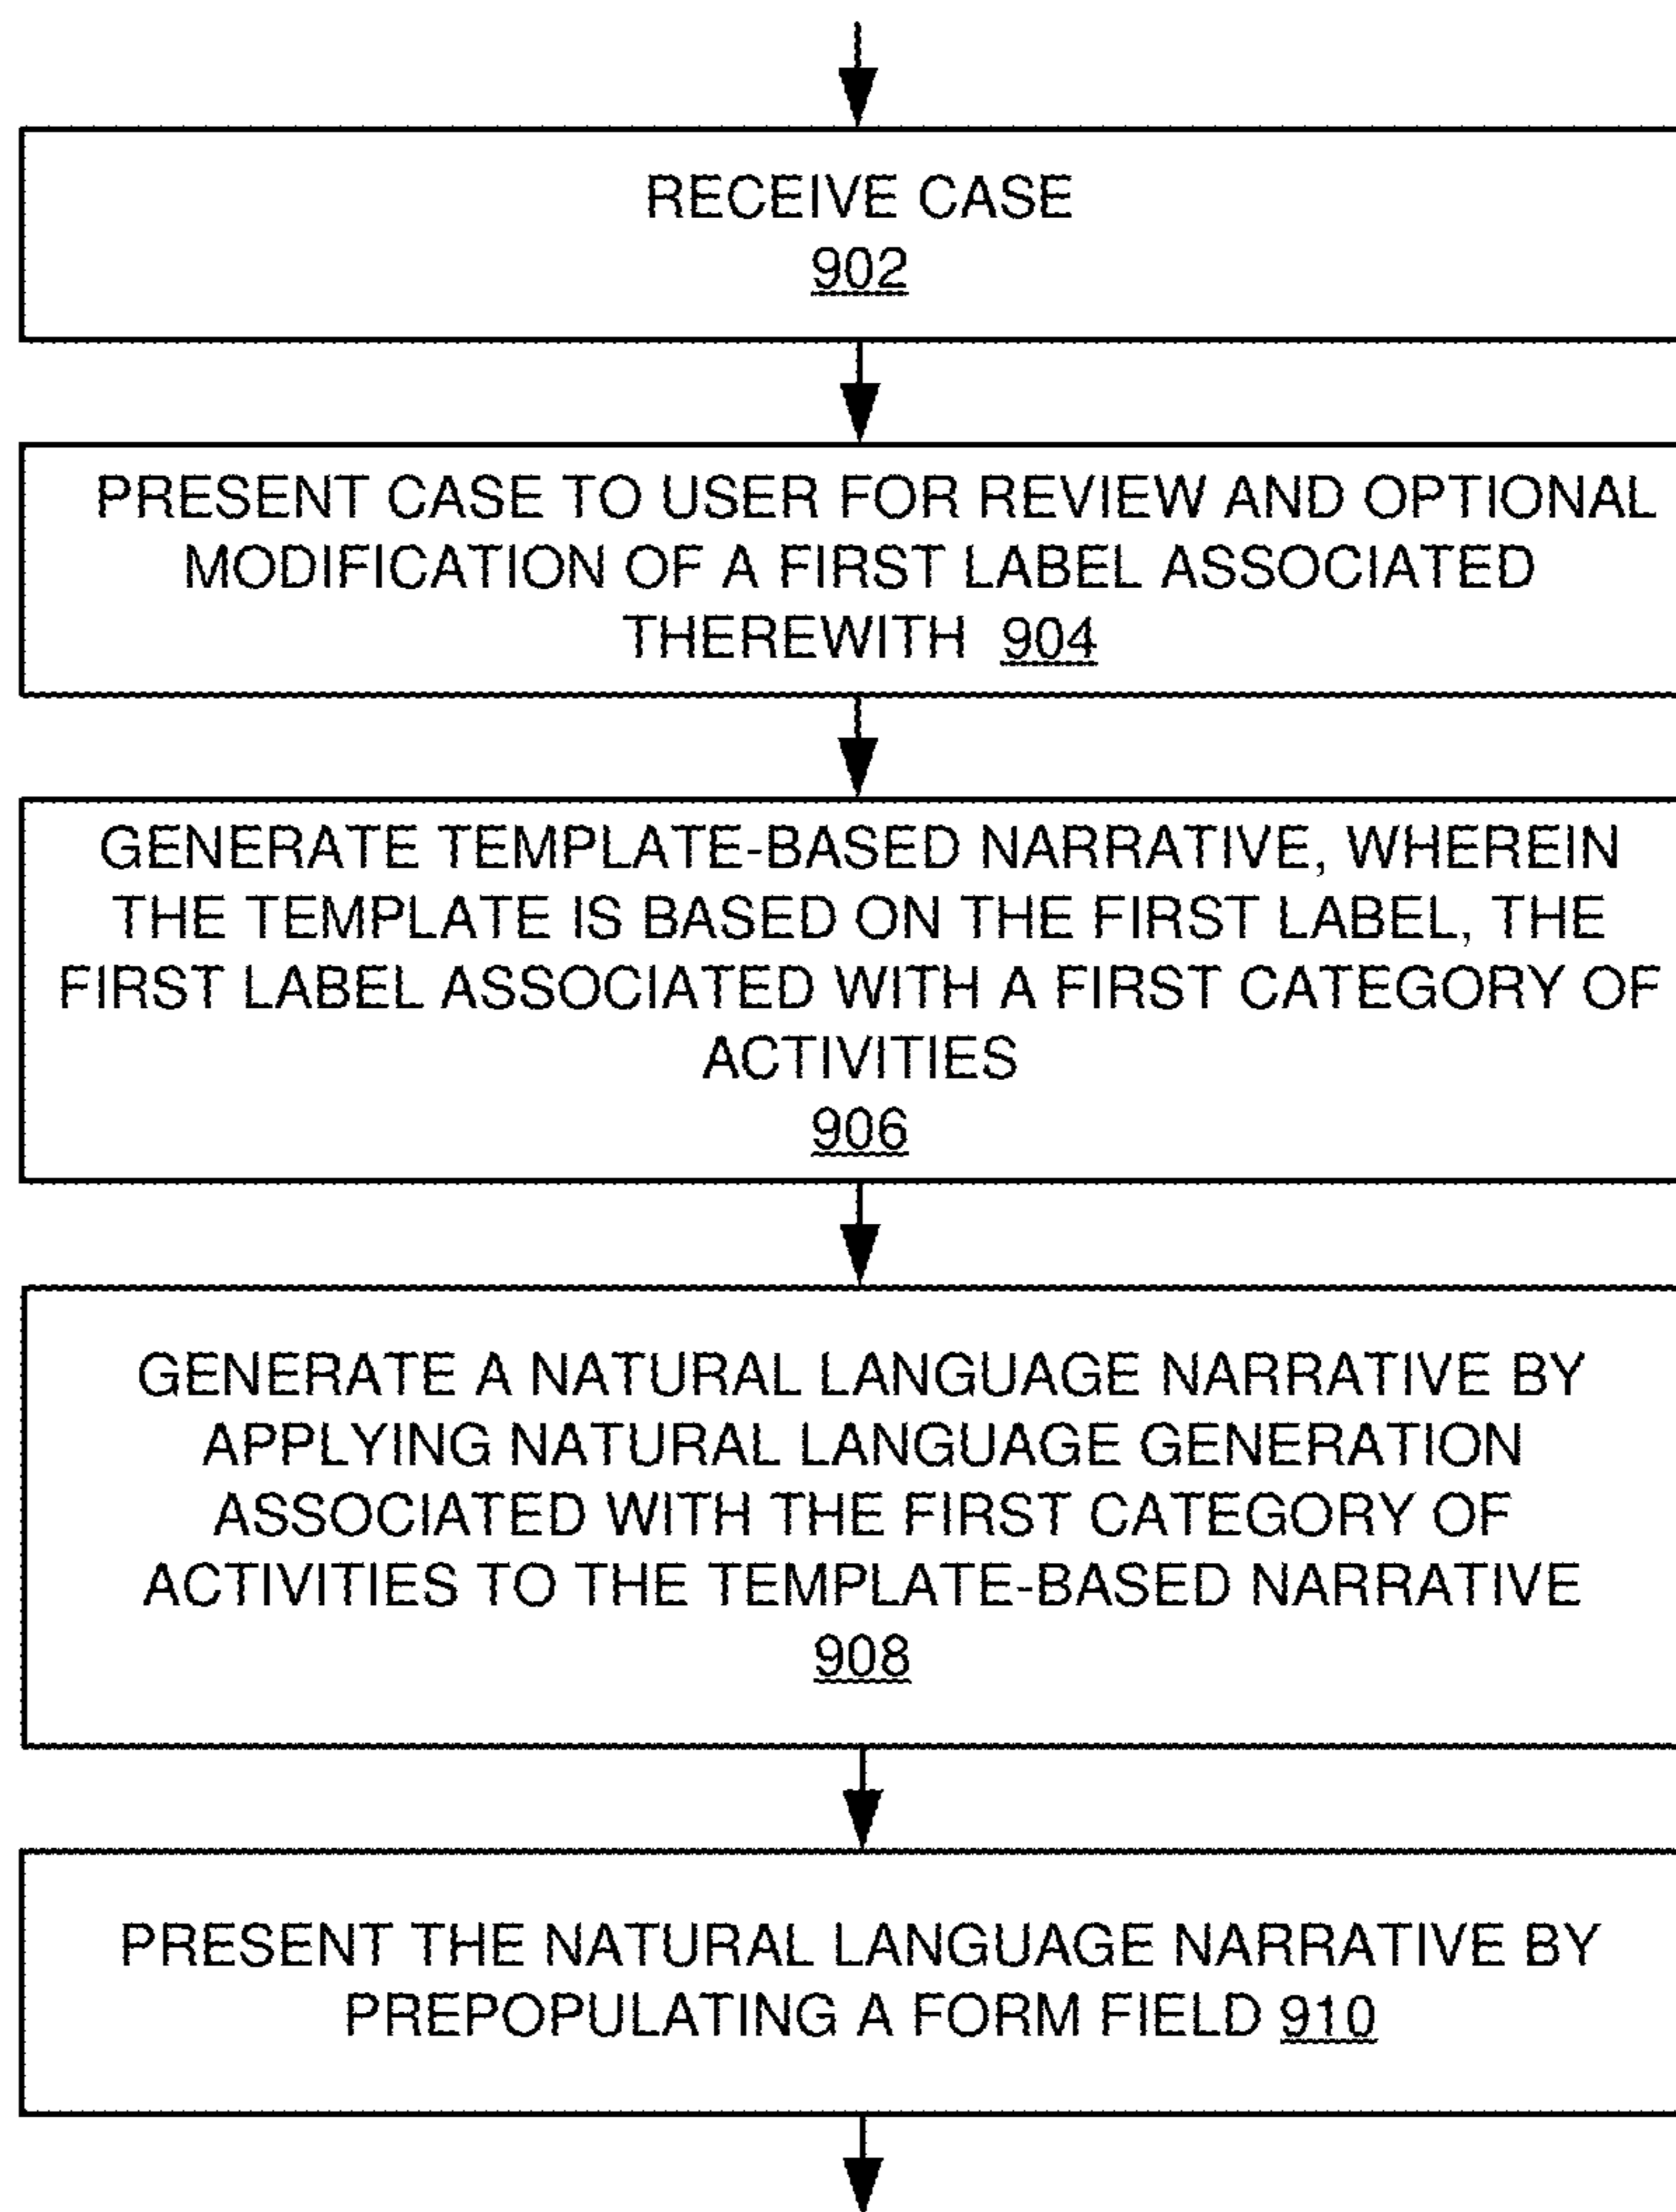 RECEIVE CASE
902
PRESENT CASE TO USER FOR REVIEW AND OPTIONAL
MODIFICATION OF A FIRST LABEL ASSOCIATED
THEREWITH 904
GENERATE TEMPLATE-BASED NARRATIVE, WHEREIN
THE TEMPLATE IS BASED ON THE FIRST LABEL, THE
FIRST LABEL ASSOCIATED WITH A FIRST CATEGORY OF
ACTIVITIES
906
GENERATE A NATURAL LANGUAGE NARRATIVE BY
APPLYING NATURAL LANGUAGE GENERATION
ASSOCIATED WITH THE FIRST CATEGORY OF
ACTIVITIES TO THE TEMPLATE-BASED NARRATIVE
908
PRESENT THE NATURAL LANGUAGE NARRATIVE BY
PREPOPULATING A FORM FIELD 910